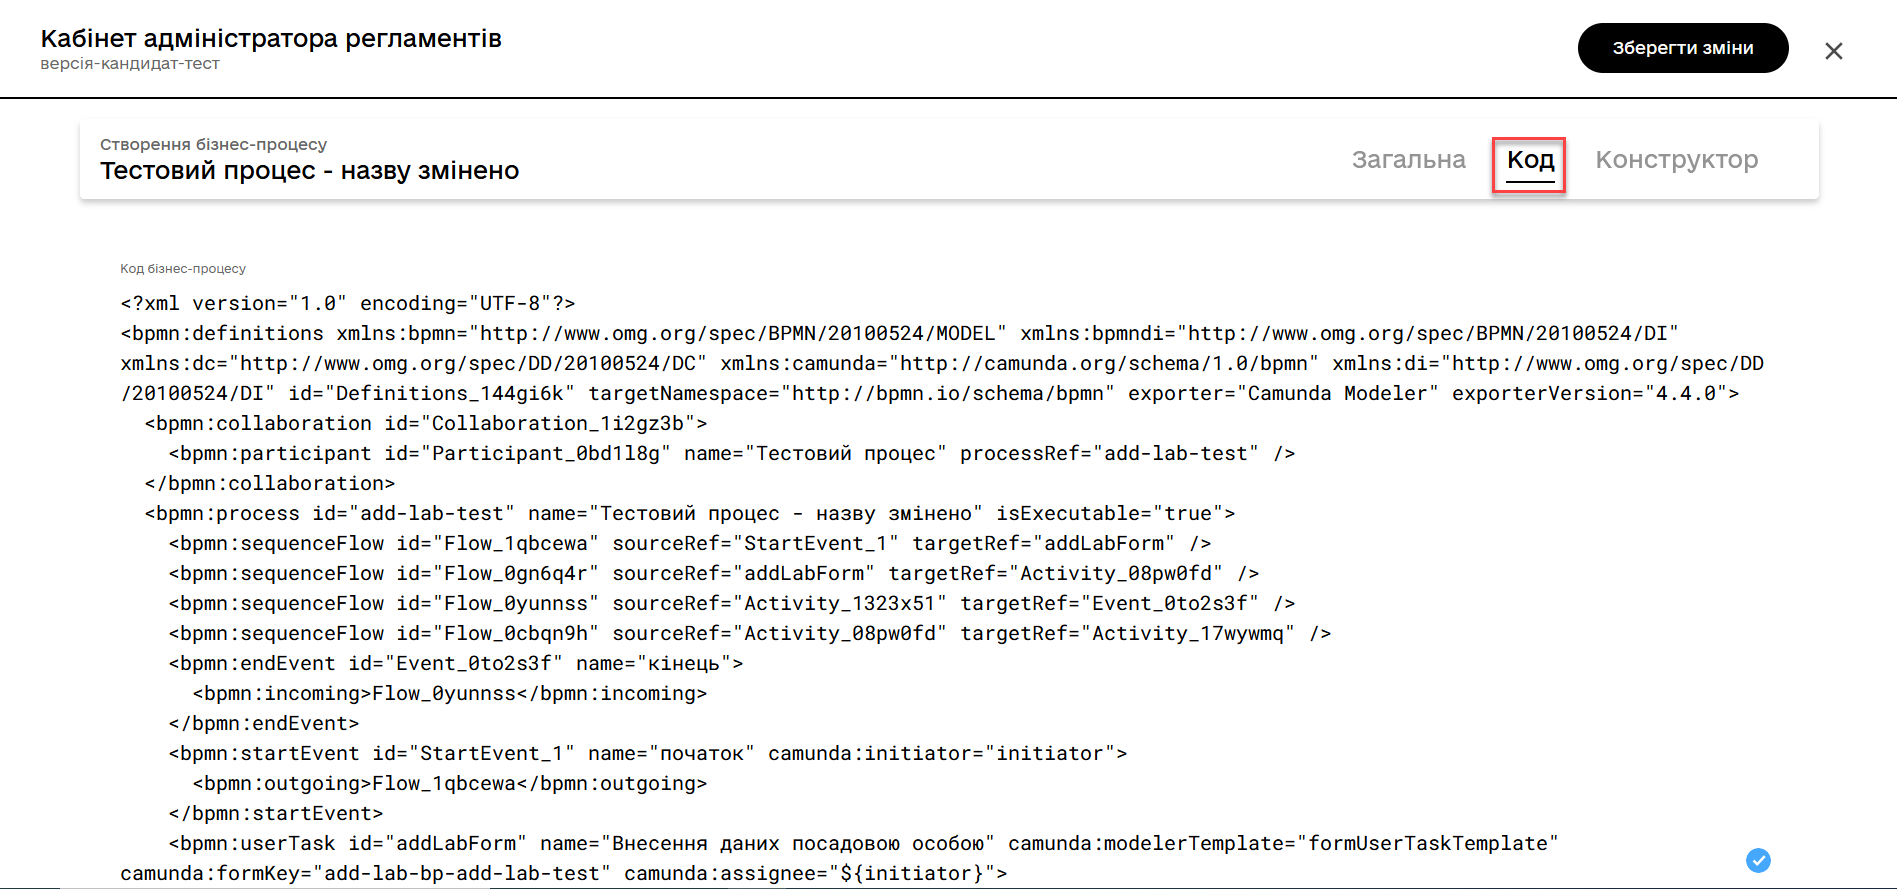 Кабінет адміністратора регламентів
версія-кандидат-тест
Зберегти зміни
Створення бізнес-процесу
Тестовий процес - назву змінено
Загальна
Код
Конструктор
Код бізнес-процесу
<?xml version="1.0" encoding="UTF-8"?>
<bpmn:definitions xmlns:bpmn="http://www.omg.org/spec/BPMN/20100524/MODEL" xmlns:bpmndi="http://www.omg.org/spec/BPMN/20100524/DI"
xmlns:dc="http://www.omg.org/spec/DD/20100524/DC" xmlns:camunda="http://camunda.org/schema/1.0/bpmn" xmlns:di="http://www.omg.org/spec/DD
/20100524/DI" id="Definitions_144gi6k" targetNamespace="http://bpmn.io/schema/bpmn" exporter="Camunda Modeler" exporterVersion="4.4.0">
<bpmn:collaboration id="Collaboration_1i2gz3b">
<bpmn:participant id="Participant_0bd1l8g" name="Тестовий процес" processRef="add-lab-test" />
</bpmn:collaboration>
<bpmn:process id="add-lab-test" name="Тестовий процес - назву змінено" isExecutable="true">
<bpmn:sequenceFlow id="Flow_1qbcewa" sourceRef="StartEvent_1" targetRef="addLabForm" />
<bpmn:sequenceFlow id="Flow_0gn6q4r" sourceRef="addLabForm" targetRef="Activity_08pw0fd" />
<bpmn:sequenceFlow id="Flow_0yunnss" sourceRef="Activity_1323x51" targetRef="Event_0to2s3f" />
<bpmn:sequenceFlow id="Flow_0cbqn9h" sourceRef="Activity_08pw0fd" targetRef="Activity_17wywmq" />
<bpmn:endEvent id="Event_0to2s3f" name="кінець">
<bpmn:incoming>Flow_0yunnss</bpmn:incoming>
</bpmn:endEvent>
<bpmn:startEvent id="StartEvent_1" name="початок" camunda:initiator="initiator">
<bpmn:outgoing>Flow_1qbcewa</bpmn:outgoing>
</bpmn:startEvent>
<bpmn:userTask id="addLabForm" name="Внесення даних посадовою особою" camunda:modelerTemplate="formUserTaskTemplate"
camunda:formKey="add-lab-bp-add-lab-test" camunda:assignee="${initiator}">